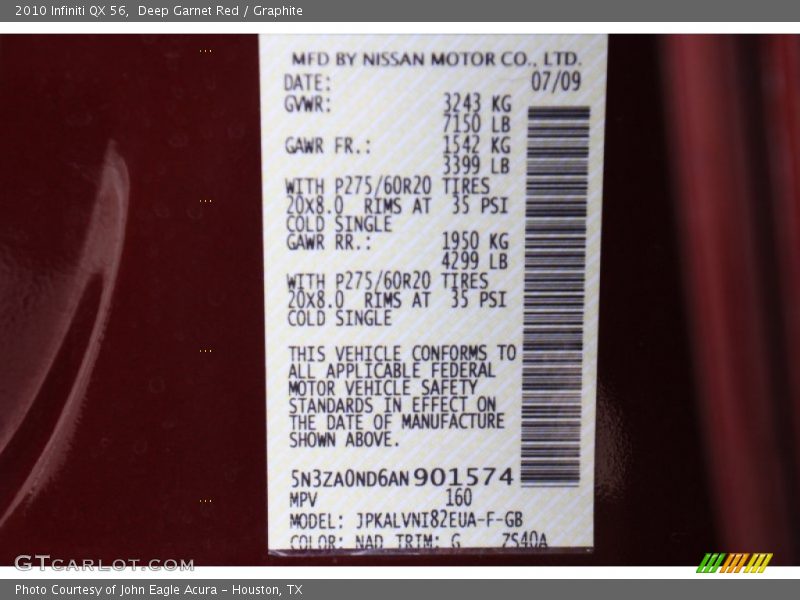 2010 Infiniti QX 56,  Deep Garnet Red / Graphite
MFD BY NISSAN MOTOR CO., LTD.
DATE: 07/09
GVWR: 3243 KG
7150 LB
GAWR FR.: 1542 KG
3399 LB
WITH P275/60R20 TIRES
20X8.0 RIMS AT 35 PSI
COLD SINGLE
GAWR RR.: 1950 KG
4299 LB
WITH P275/60R20 TIRES
20X8.0 RIMS AT 35 PSI
COLD SINGLE
THIS VEHICLE CONFORMS TO
ALL APPLICABLE FEDERAL
MOTOR VEHICLE SAFETY
STANDARDS IN EFFECT ON
THE DATE OF MANUFACTURE
SHOWN ABOVE.
5N3ZA0ND6AN 901574
MPV 160
MODEL: JPKALVNI82EUA-F-GB
COLOR: NAD TRIM: G 7S40A
GTCARLOT.COM
Photo Courtesy of John Eagle Acura - Houston, TX